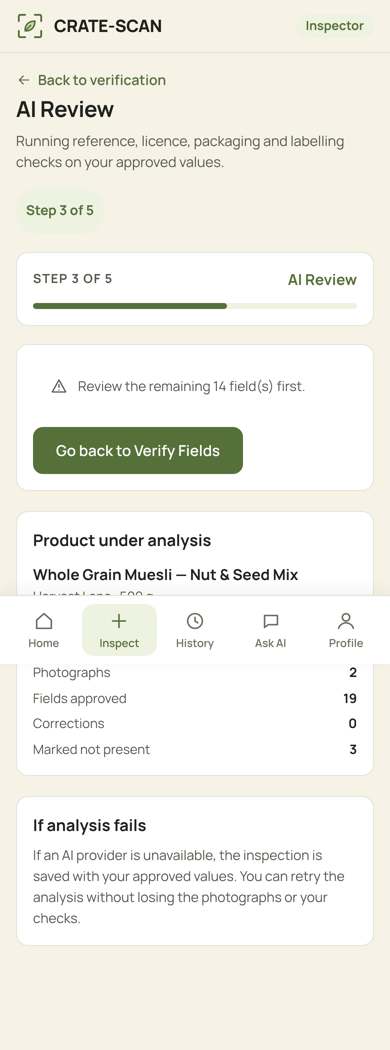 CRATE-SCAN
Inspector
← Back to verification
AI Review
Running reference, licence, packaging and labelling
checks on your approved values.
Step 3 of 5
STEP 3 OF 5
AI Review
Review the remaining 14 field(s) first.
Go back to Verify Fields
Product under analysis
Whole Grain Muesli — Nut & Seed Mix
Home
Inspect
History
Ask AI
Profile
Photographs 2
Fields approved 19
Corrections 0
Marked not present 3
If analysis fails
If an AI provider is unavailable, the inspection is
saved with your approved values. You can retry the
analysis without losing the photographs or your
checks.